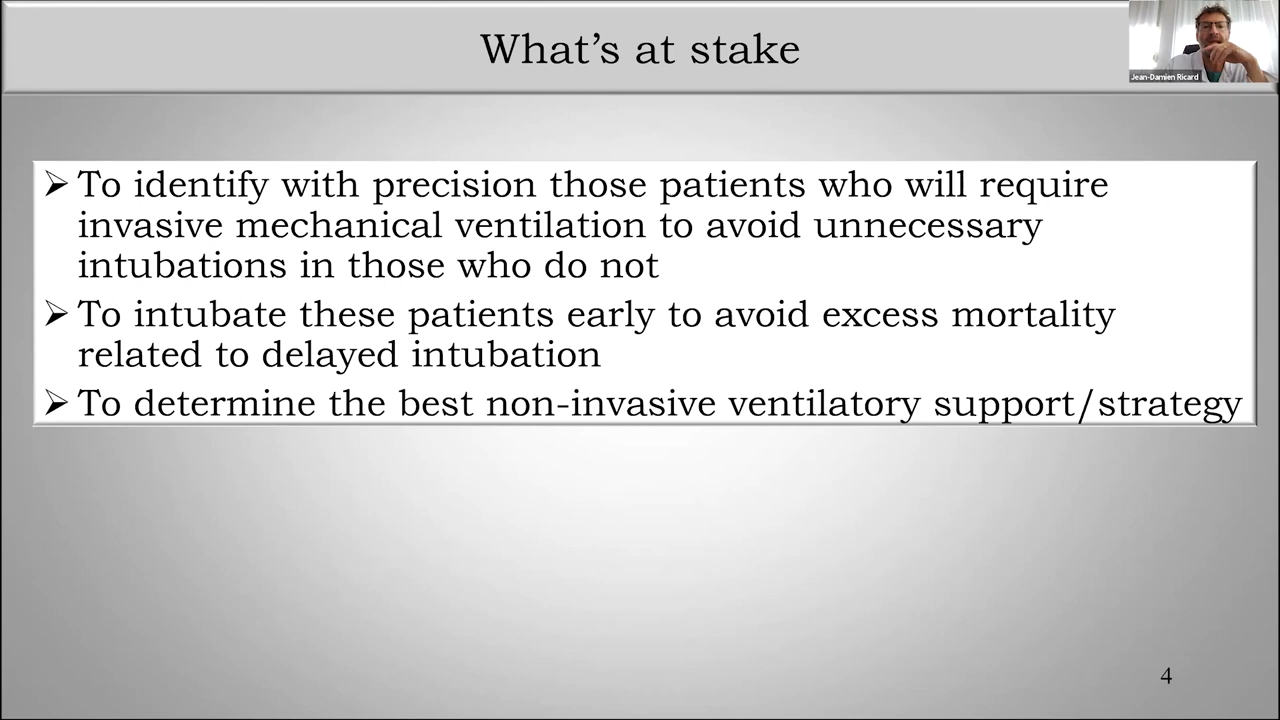 What's at stake
Jean-Damien Ricard
➢ To identify with precision those patients who will require
invasive mechanical ventilation to avoid unnecessary
intubations in those who do not
➢ To intubate these patients early to avoid excess mortality
related to delayed intubation
➢ To determine the best non-invasive ventilatory support/strategy
4